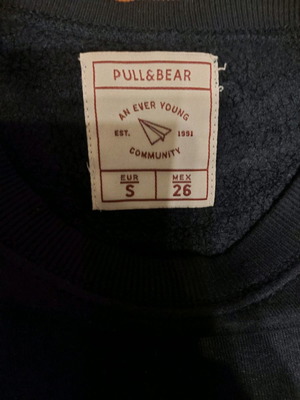 PULL&BEAR
AN EVER YOUNG
EST. 1991
COMMUNITY
EUR MEX
S 26